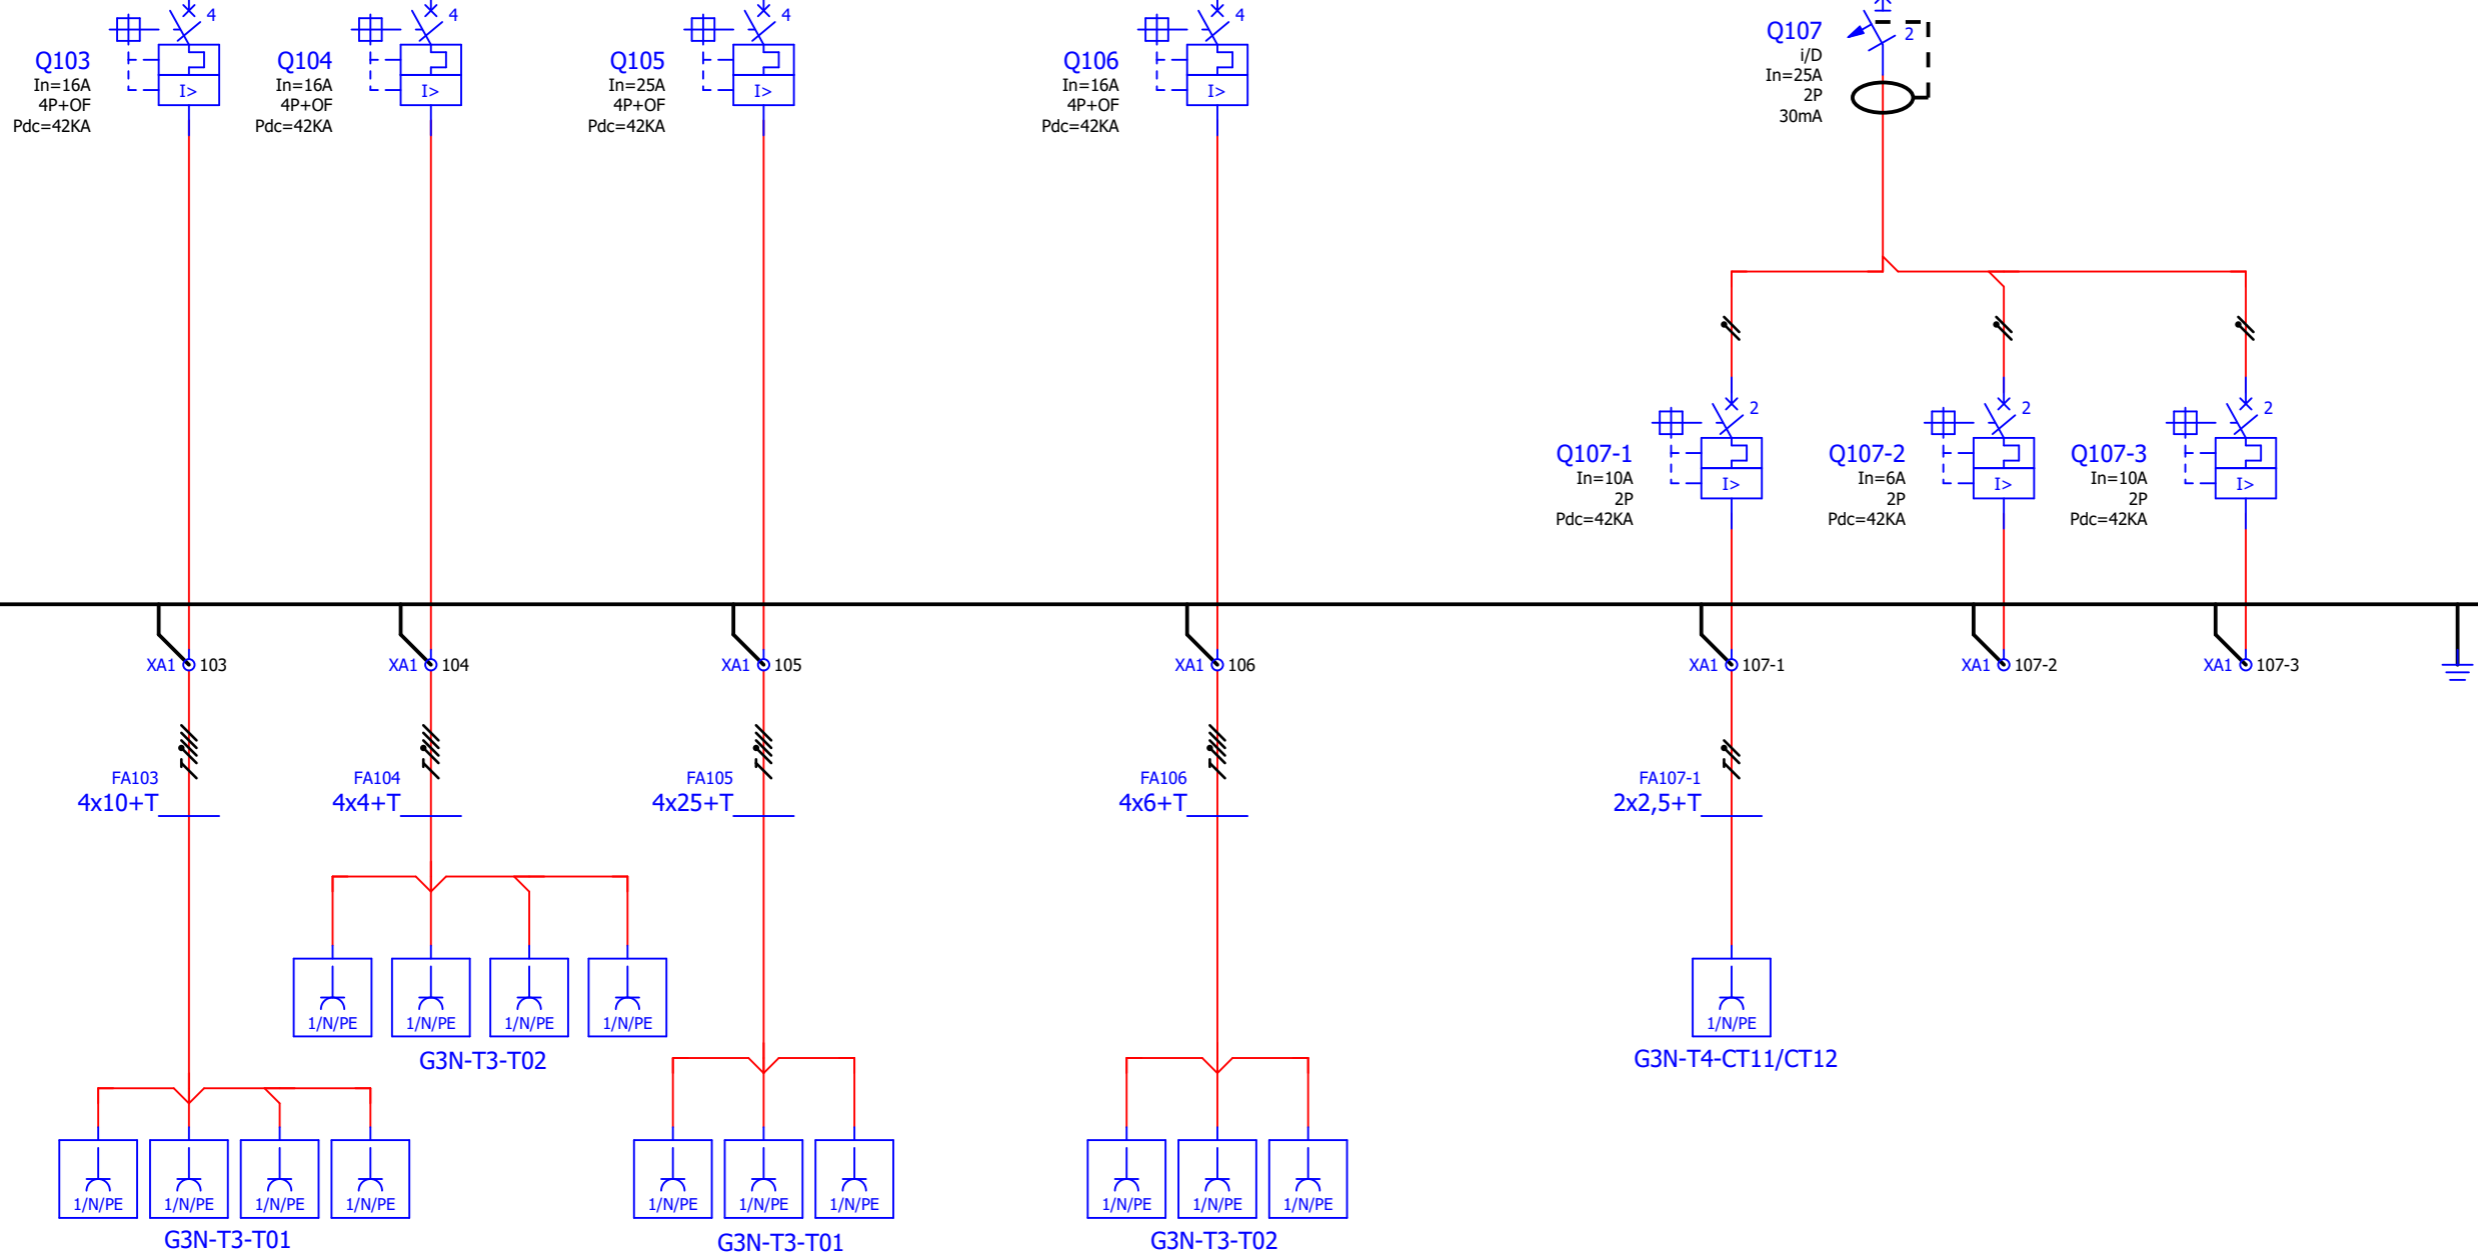 4
Q103
In=16A
4P+OF
Pdc=42KA
I>
4
Q104
In=16A
4P+OF
Pdc=42KA
I>
4
Q105
In=25A
4P+OF
Pdc=42KA
I>
4
Q106
In=16A
4P+OF
Pdc=42KA
I>
2
Q107
i/D
In=25A
2P
30mA
2
Q107-1
In=10A
2P
Pdc=42KA
I>
2
Q107-2
In=6A
2P
Pdc=42KA
I>
2
Q107-3
In=10A
2P
Pdc=42KA
I>
XA1 103
XA1 104
XA1 105
XA1 106
XA1 107-1
XA1 107-2
XA1 107-3
FA103
4x10+T
FA104
4x4+T
FA105
4x25+T
FA106
4x6+T
FA107-1
2x2,5+T
1/N/PE 1/N/PE 1/N/PE 1/N/PE
G3N-T3-T02
1/N/PE
G3N-T4-CT11/CT12
1/N/PE 1/N/PE 1/N/PE 1/N/PE
G3N-T3-T01
1/N/PE 1/N/PE 1/N/PE
G3N-T3-T01
1/N/PE 1/N/PE 1/N/PE
G3N-T3-T02